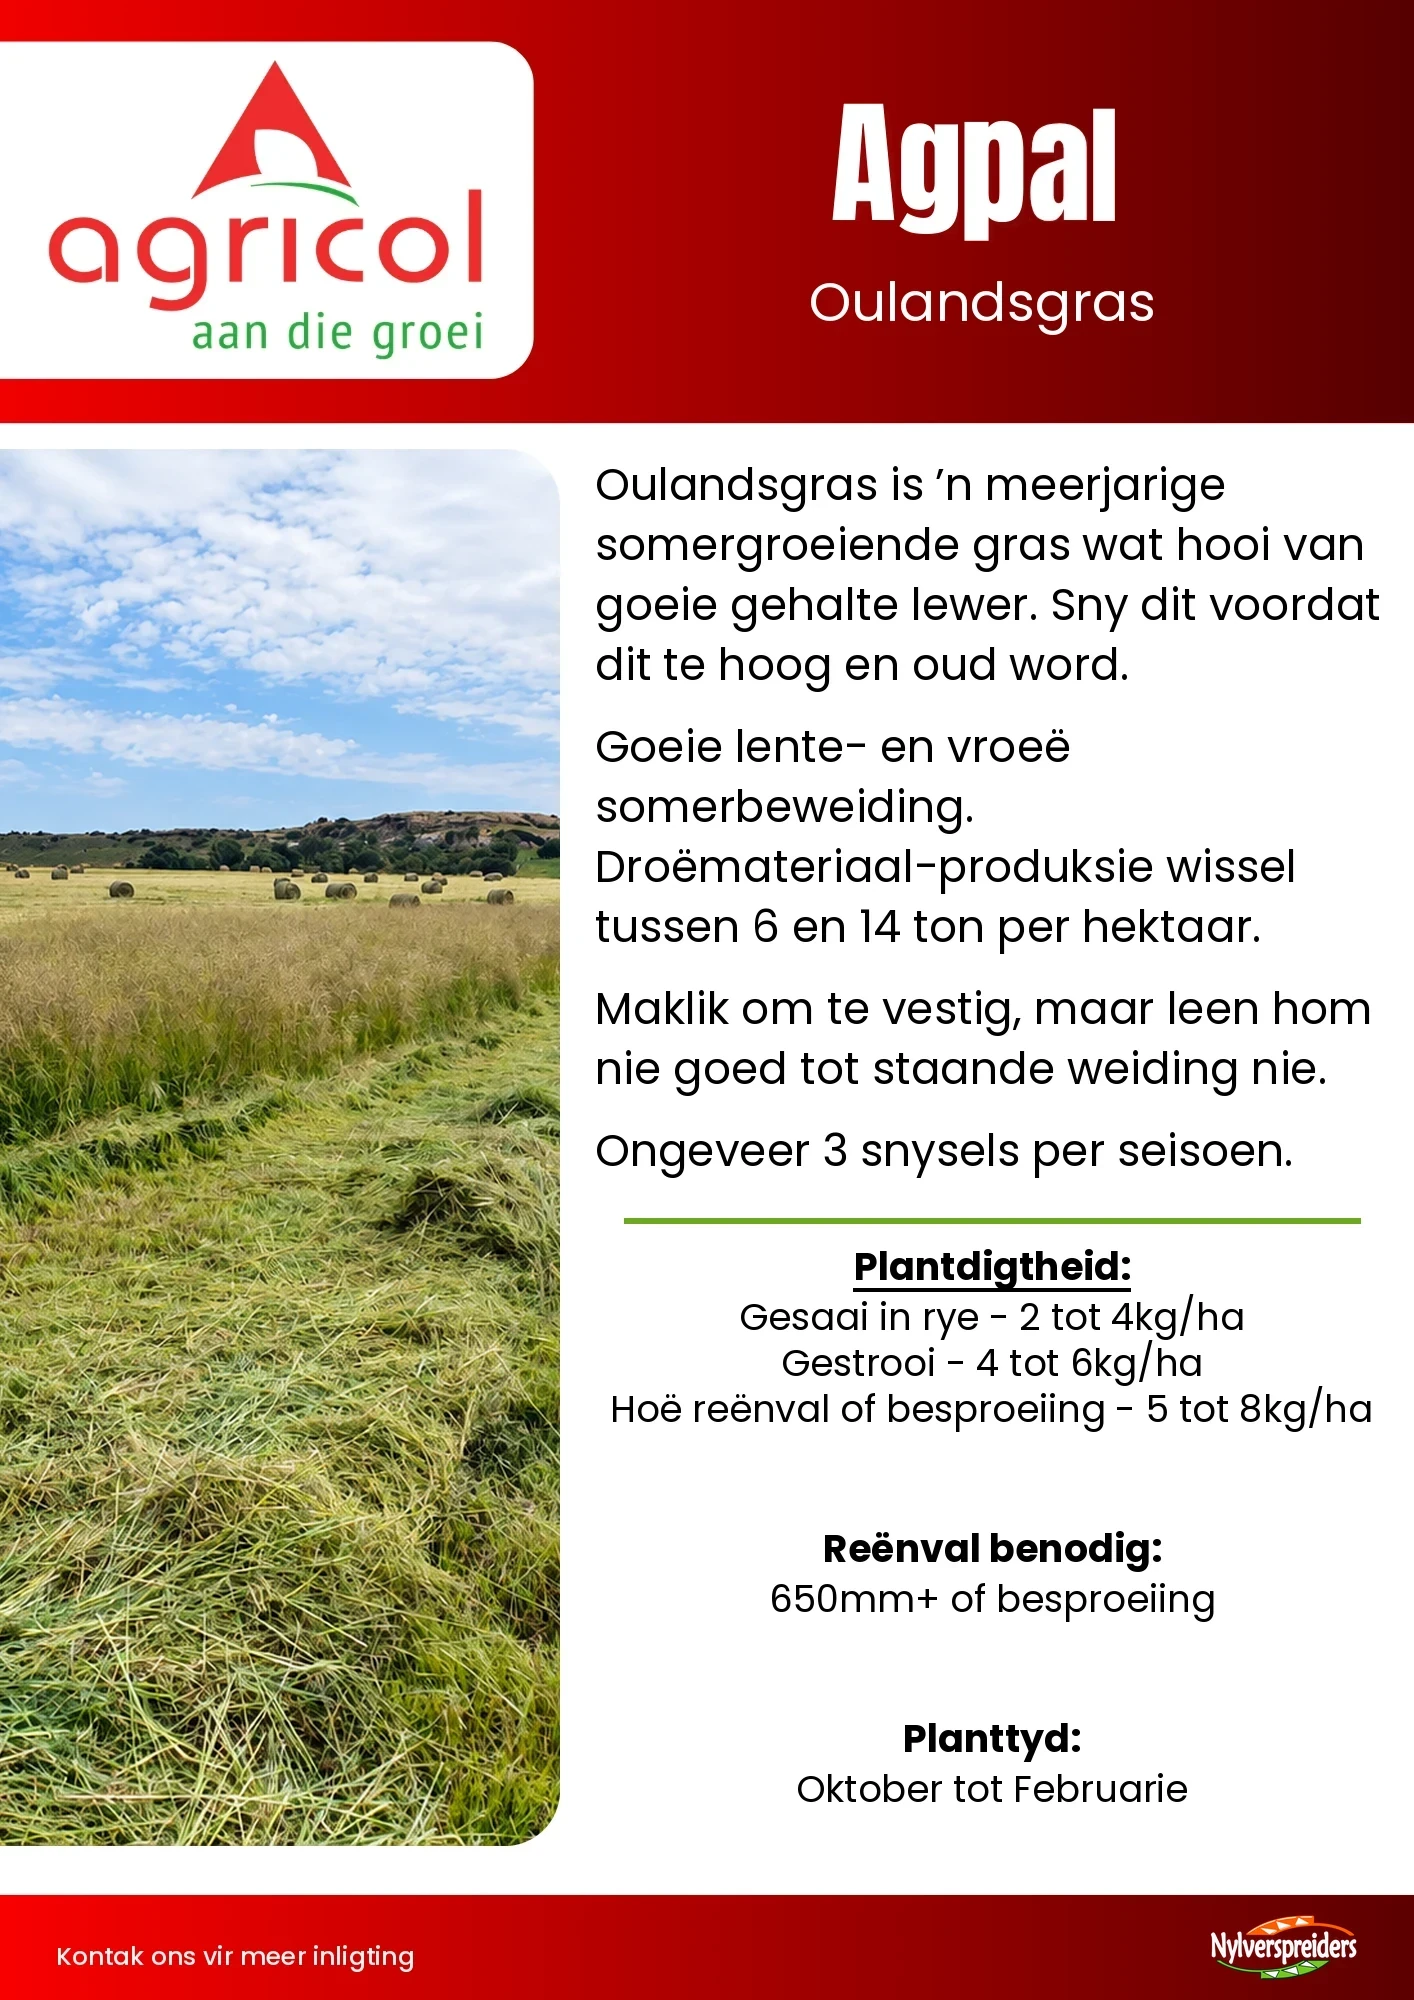 agricol
aan die groei
Agpal
Oulandsgras
Oulandsgras is ’n meerjarige
somergroeiende gras wat hooi van
goeie gehalte lewer. Sny dit voordat
dit te hoog en oud word.
Goeie lente- en vroeë
somerbeweiding.
Droëmateriaal-produksie wissel
tussen 6 en 14 ton per hektaar.
Maklik om te vestig, maar leen hom
nie goed tot staande weiding nie.
Ongeveer 3 snysels per seisoen.
Plantdigtheid:
Gesaai in rye - 2 tot 4kg/ha
Gestrooi - 4 tot 6kg/ha
Hoë reënval of besproeiing - 5 tot 8kg/ha
Reënval benodig:
650mm+ of besproeiing
Planttyd:
Oktober tot Februarie
Kontak ons vir meer inligting
Nylverspreiders